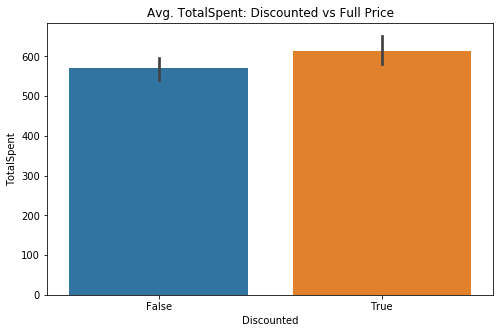 Avg. TotalSpent: Discounted vs Full Price
TotalSpent
600
500
400
300
200
100
0
False
True
Discounted